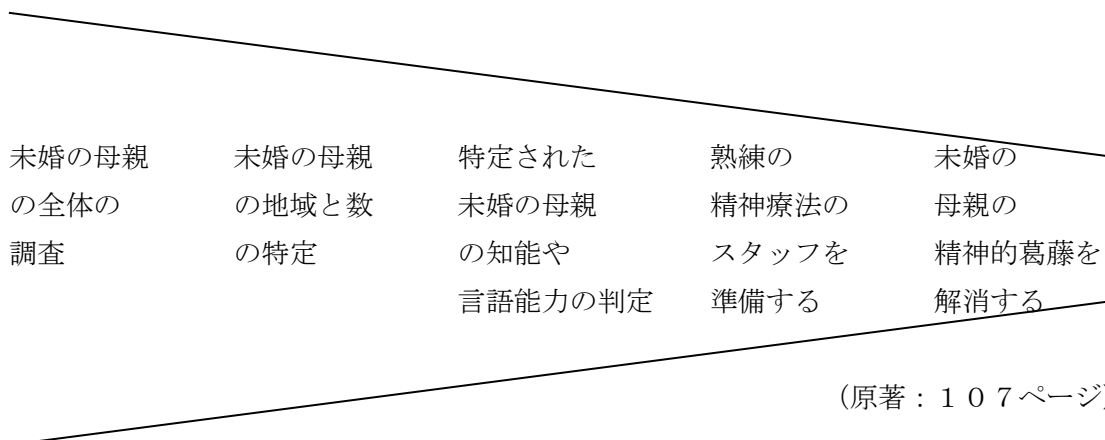 未婚の母親
の全体の
調査
未婚の母親
の地域と数
の特定
特定された
未婚の母親
の知能や
言語能力の判定
熟練の
精神療法の
スタッフを
準備する
未婚の
母親の
精神的葛藤を
解消する
（原著：１０７ページ）